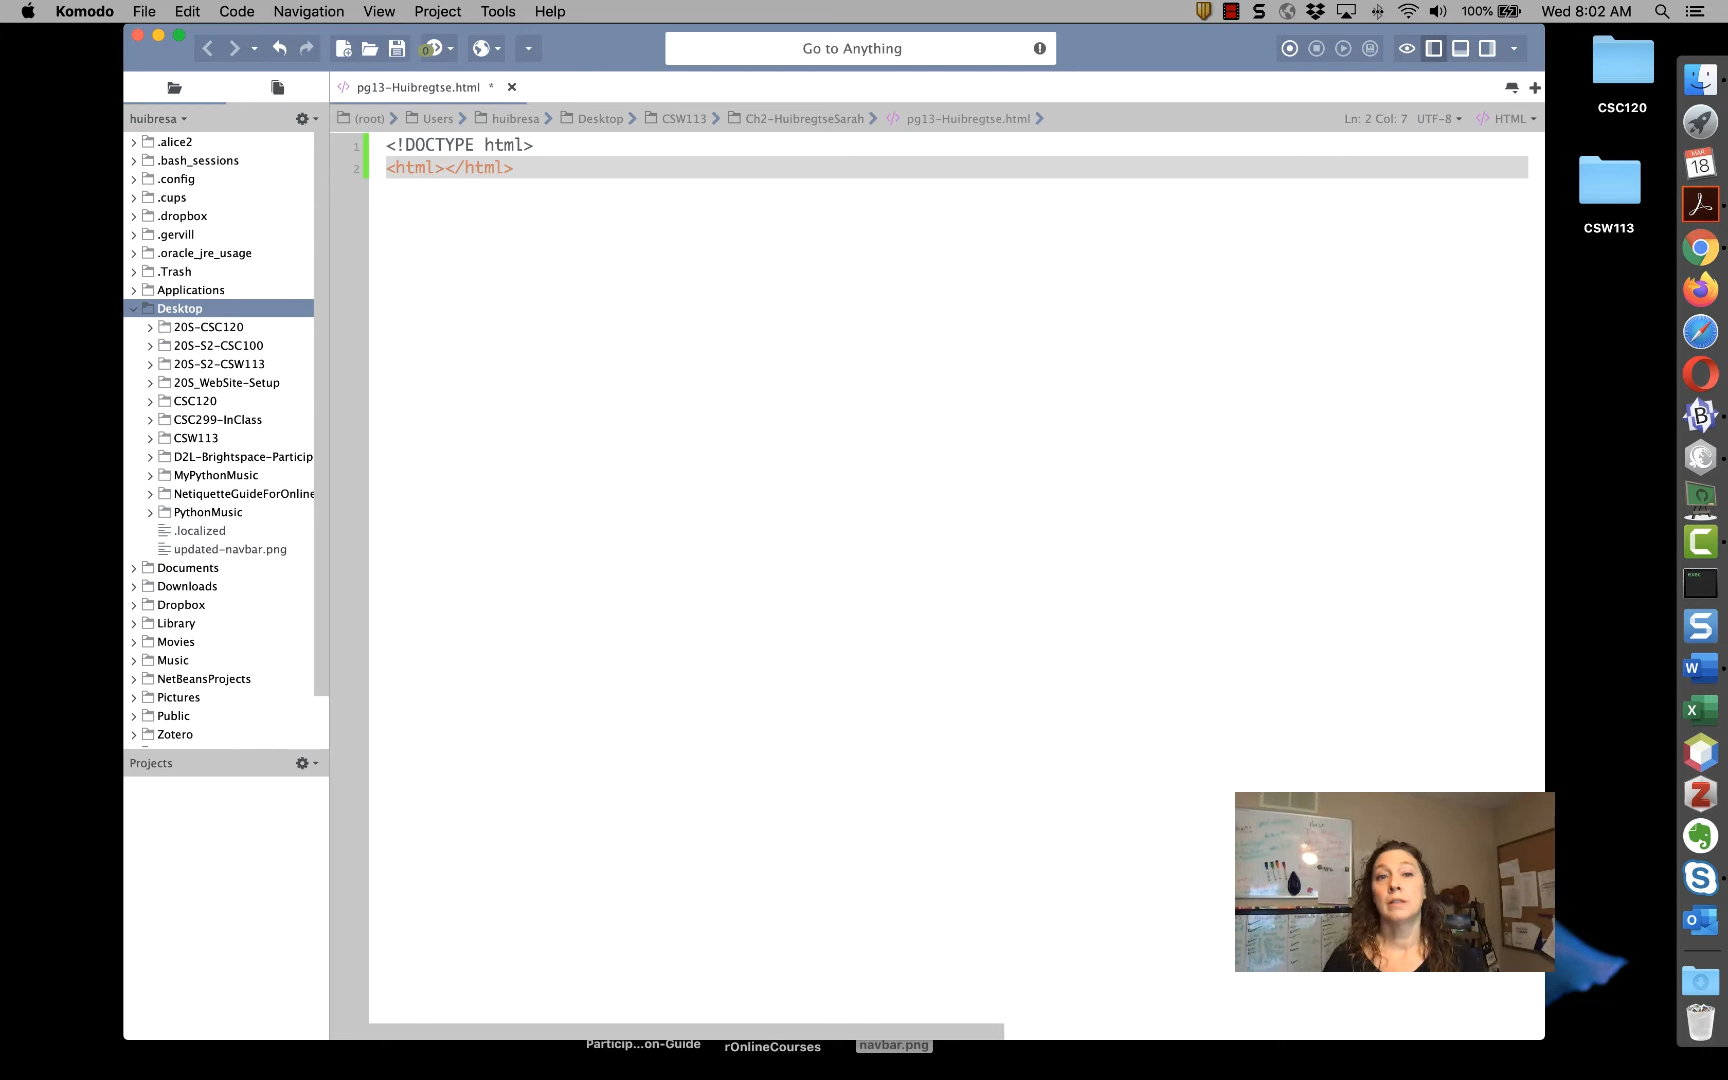 Komodo File Edit Code Navigation View Project Tools Help 100% Wed 8:02 AM
Go to Anything
pg13-Huibregtse.html *
huibresa (root) Users huibresa Desktop CSW113 Ch2-HuibregtseSarah pg13-Huibregtse.html Ln: 2 Col: 7 UTF-8 HTML
1 <!DOCTYPE html>
2 <html></html>
.alice2
.bash_sessions
.config
.cups
.dropbox
.gervill
.oracle_jre_usage
.Trash
Applications
Desktop
20S-CSC120
20S-S2-CSC100
20S-S2-CSW113
20S_WebSite-Setup
CSC120
CSC299-InClass
CSW113
D2L-Brightspace-Particip
MyPythonMusic
NetiquetteGuideForOnline
PythonMusic
.localized
updated-navbar.png
Documents
Downloads
Dropbox
Library
Movies
Music
NetBeansProjects
Pictures
Public
Zotero
Projects
CSC120
CSW113
MAR
18
exec
Particip...on-Guide
rOnlineCourses
navbar.png